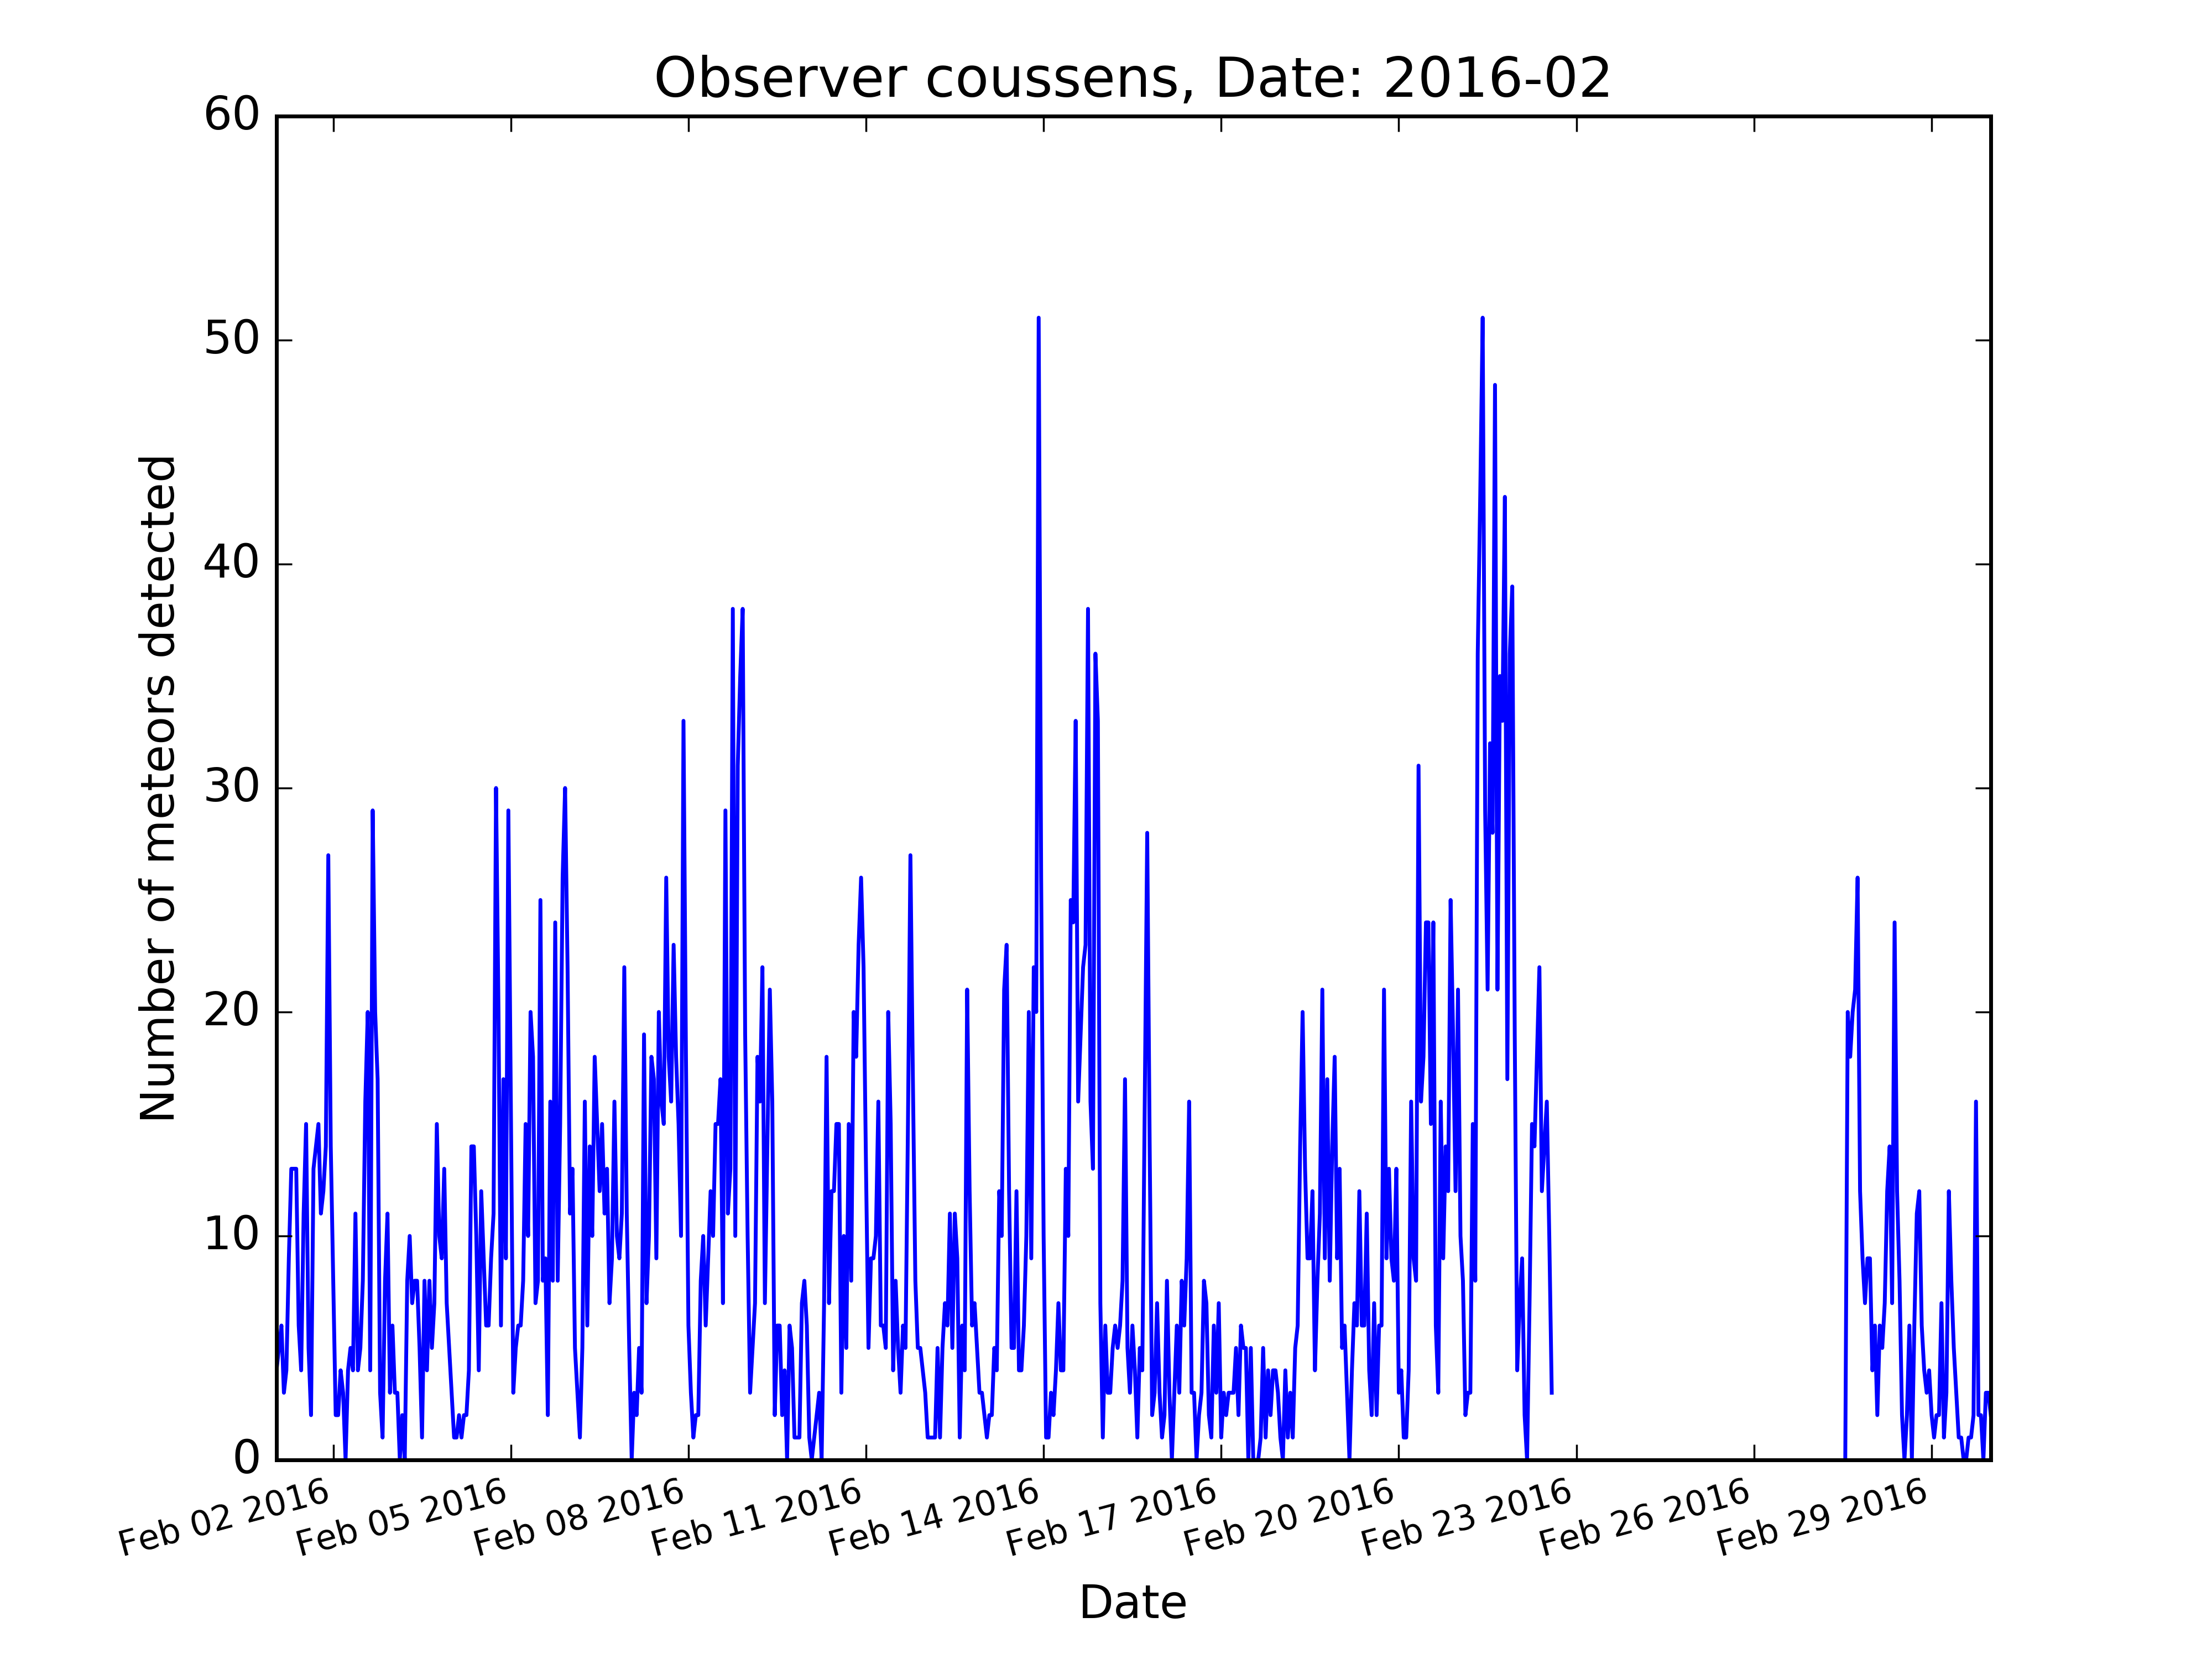 Observer coussens, Date: 2016-02
60
50
40
30
20
10
0
Number of meteors detected
Feb 02 2016
Feb 05 2016
Feb 08 2016
Feb 11 2016
Feb 14 2016
Feb 17 2016
Feb 20 2016
Feb 23 2016
Feb 26 2016
Feb 29 2016
Date